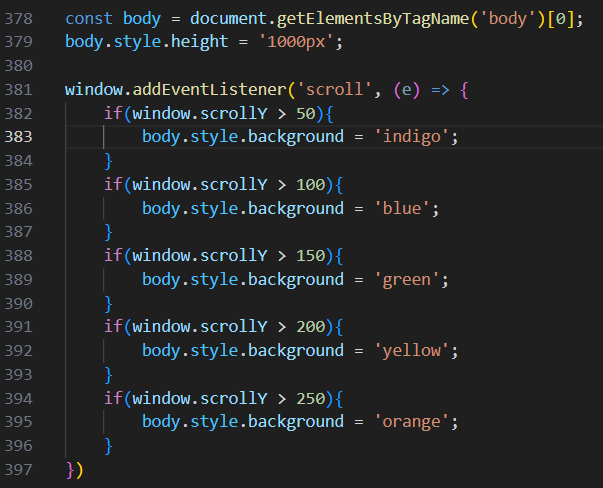 378 const body = document.getElementsByTagName('body')[0];
379 body.style.height = '1000px';
380
381 window.addEventListener('scroll', (e) => {
382     if(window.scrollY > 50){
383         body.style.background = 'indigo';
384     }
385     if(window.scrollY > 100){
386         body.style.background = 'blue';
387     }
388     if(window.scrollY > 150){
389         body.style.background = 'green';
390     }
391     if(window.scrollY > 200){
392         body.style.background = 'yellow';
393     }
394     if(window.scrollY > 250){
395         body.style.background = 'orange';
396     }
397 })